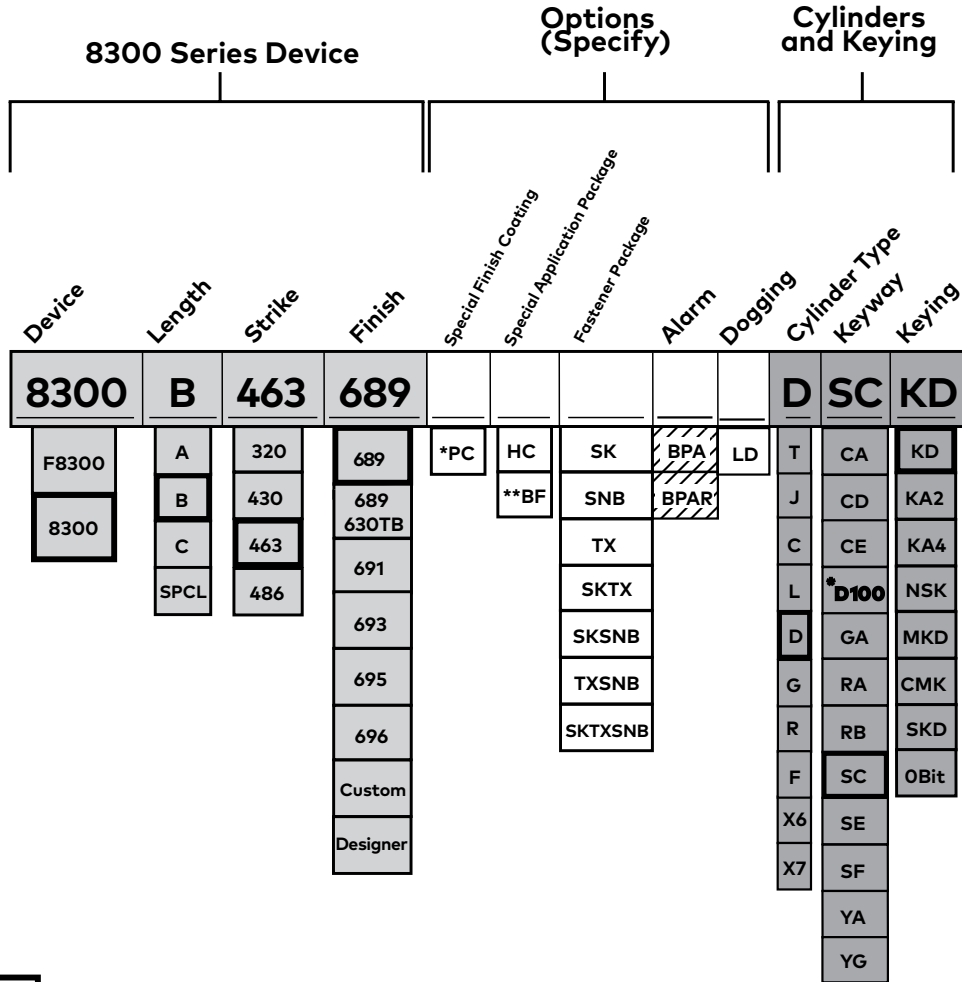 8300 Series Device
Options
(Specify)
Cylinders
and Keying
Device
Length
Strike
Finish
Special Finish Coating
Special Application Package
Fastener Package
Alarm
Dogging
Cylinder Type
Keyway
Keying
8300 B 463 689 D SC KD
F8300
8300
A
B
C
SPCL
320
430
463
486
689
689
630TB
691
693
695
696
Custom
Designer
*PC
HC
**BF
SK
SNB
TX
SKTX
SKSNB
TXSNB
SKTXSNB
BPA
BPAR
LD
T
J
C
L
D
G
R
F
X6
X7
CA
CD
CE
*D100
GA
RA
RB
SC
SE
SF
YA
YG
KD
KA2
KA4
NSK
MKD
CMK
SKD
0Bit